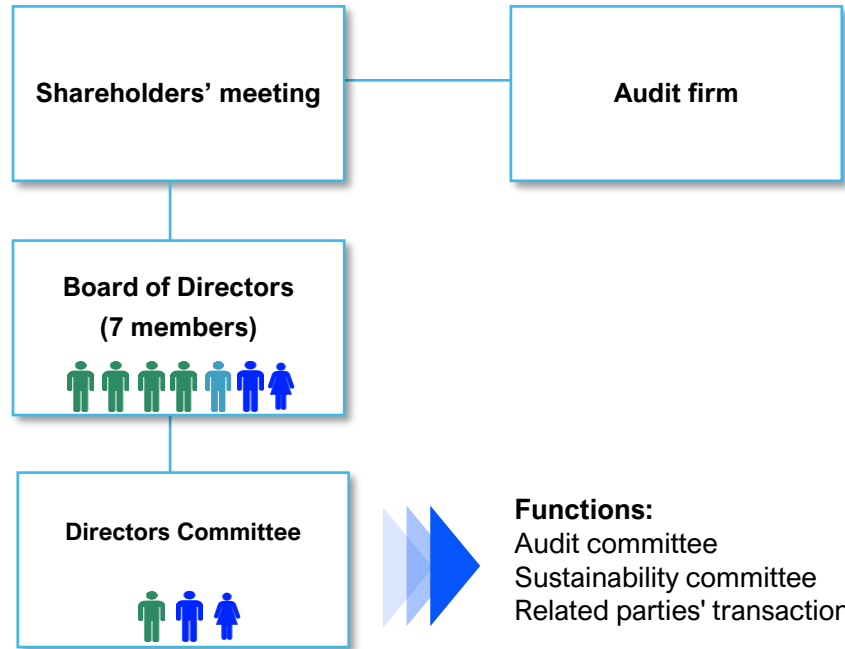 Shareholders' meeting
Audit firm
Board of Directors
(7 members)
Directors Committee
Functions:
Audit committee
Sustainability committee
Related parties' transaction